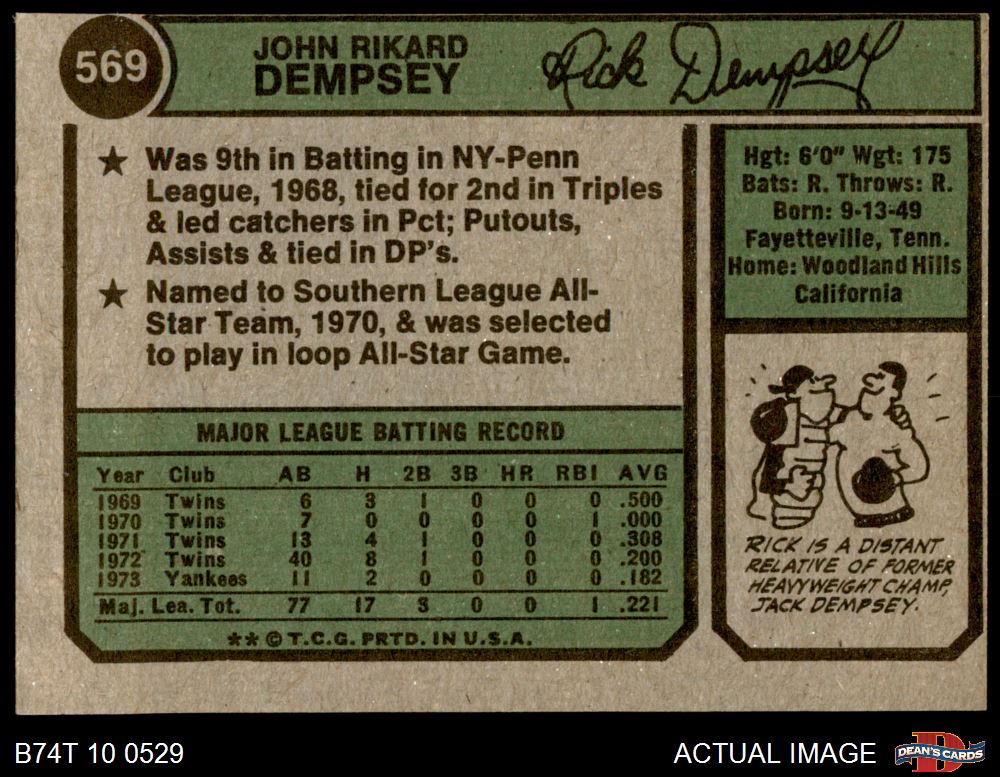 569
JOHN RIKARD
DEMPSEY
Rick Dempsey
★ Was 9th in Batting in NY-Penn
League, 1968, tied for 2nd in Triples
& led catchers in Pct; Putouts,
Assists & tied in DP's.
★ Named to Southern League All-
Star Team, 1970, & was selected
to play in loop All-Star Game.
Hgt: 6'0" Wgt: 175
Bats: R. Throws: R.
Born: 9-13-49
Fayetteville, Tenn.
Home: Woodland Hills
California
MAJOR LEAGUE BATTING RECORD
Year Club AB H 2B 3B HR RBI AVG
1969 Twins 6 3 1 0 0 0 .500
1970 Twins 7 0 0 0 0 1 .000
1971 Twins 13 4 1 0 0 0 .308
1972 Twins 40 8 1 0 0 0 .200
1973 Yankees 11 2 0 0 0 0 .182
Maj. Lea. Tot. 77 17 3 0 0 1 .221
** © T.C.G. PRTD. IN U.S.A.
RICK IS A DISTANT
RELATIVE OF FORMER
HEAVYWEIGHT CHAMP,
JACK DEMPSEY.
B74T 10 0529
ACTUAL IMAGE
DEAN'S CARDS